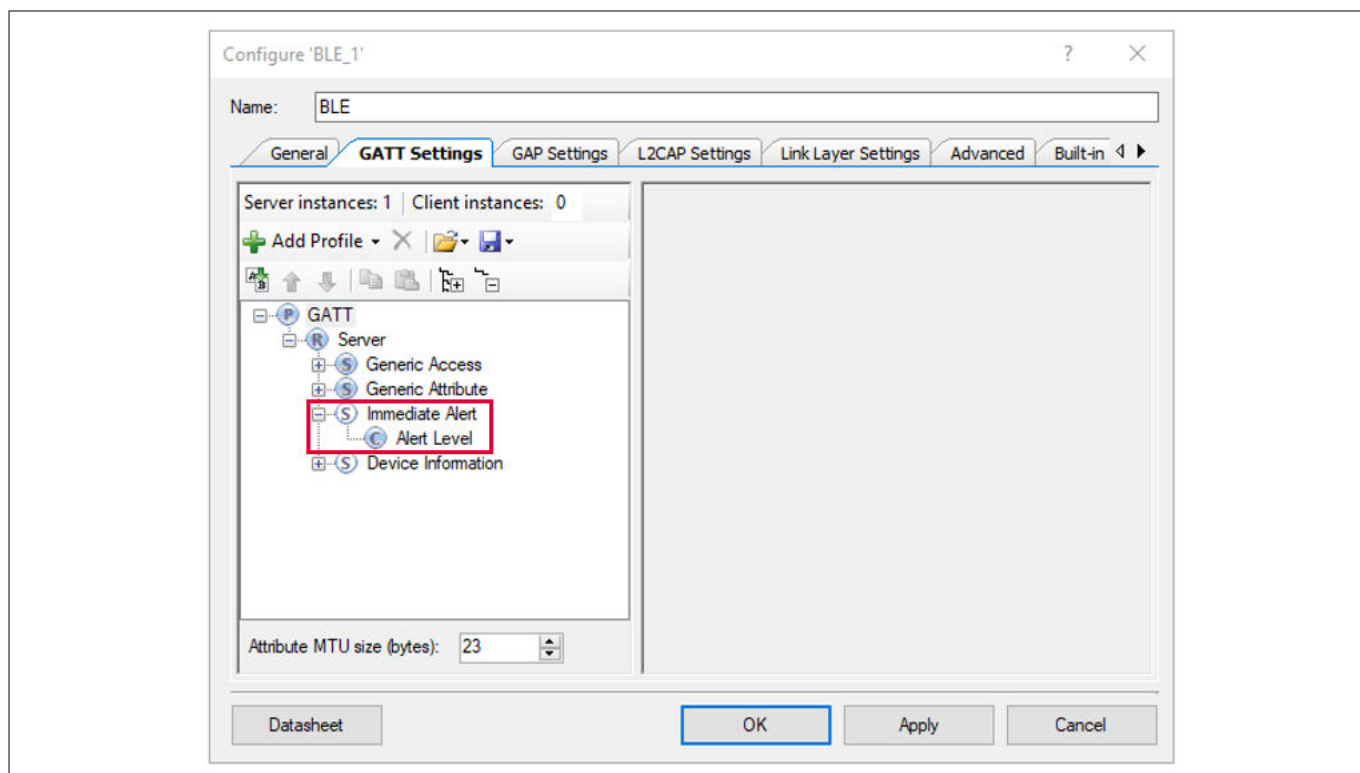 Configure 'BLE_1' ?
Name: BLE
General GATT Settings GAP Settings L2CAP Settings Link Layer Settings Advanced Built-in
Server instances: 1 Client instances: 0
Add Profile
GATT
Server
Generic Access
Generic Attribute
Immediate Alert
Alert Level
Device Information
Attribute MTU size (bytes): 23
Datasheet OK Apply Cancel